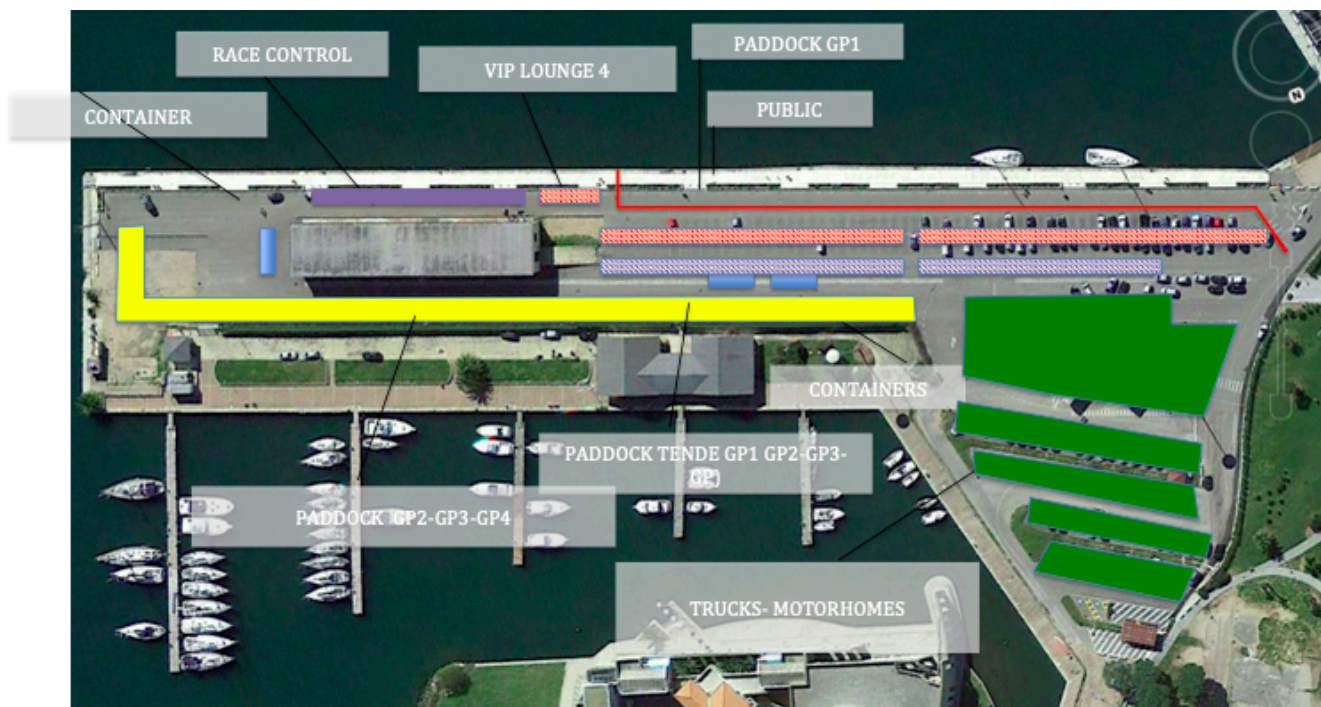 RACE CONTROL
PADDOCK GP1
VIP LOUNGE 4
CONTAINER
PUBLIC
N
CONTAINERS
PADDOCK TENDE GP1 GP2-GP3-
GP)
PADDOCK GP2-GP3-GP4
TRUCKS- MOTORHOMES